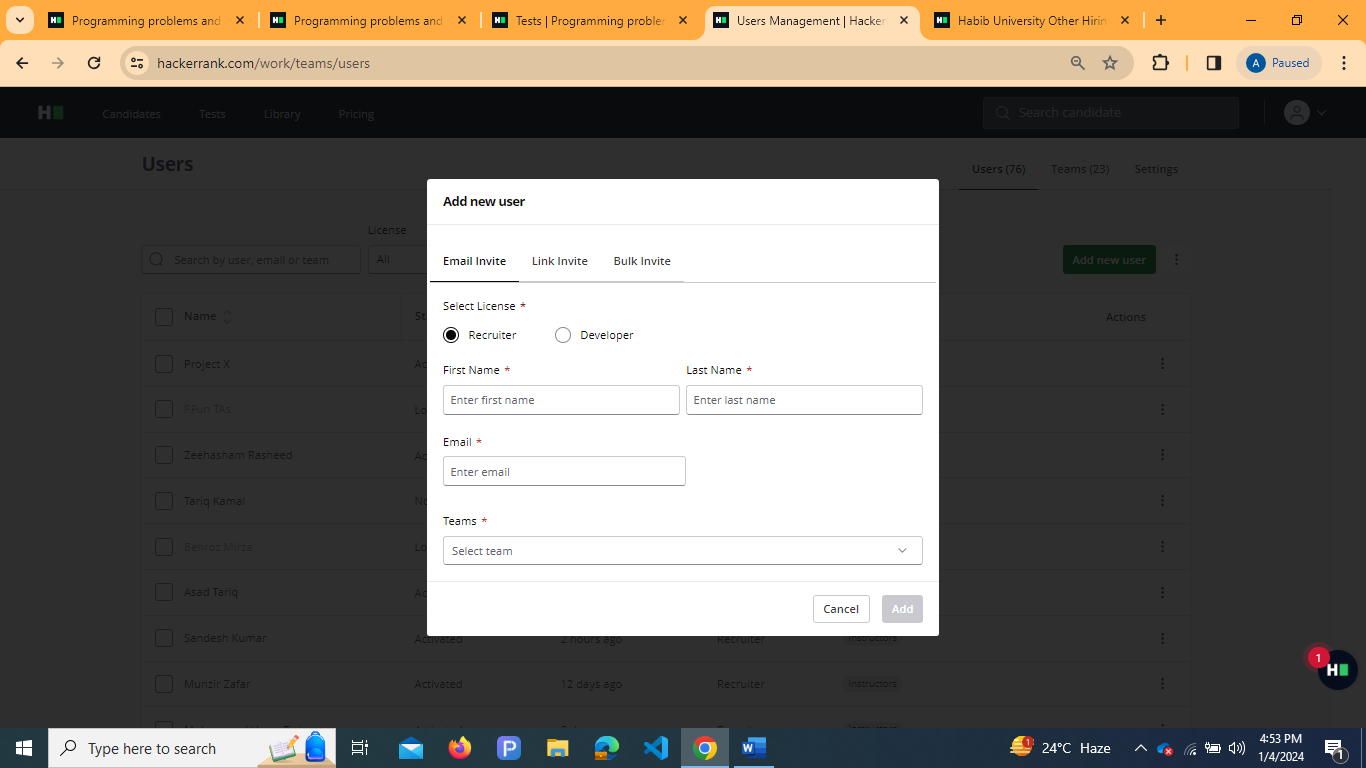 Programming problems and
Programming problems and
Tests | Programming probler
Users Management | Hacker
Habib University Other Hirin
hackerrank.com/work/teams/users
A Paused
H
Candidates Tests Library Pricing
Search candidate
Users
Users (76) Teams (23) Settings
Add new user
License
Search by user, email or team
All
Add new user
Email Invite Link Invite Bulk Invite
Select License *
Recruiter Developer
Name
Actions
First Name * Last Name *
Enter first name Enter last name
Email *
Enter email
Teams *
Select team
Cancel Add
Project X
FFun TAs
Zeehasham Rasheed
Tariq Kamal
Behroz Mirza
Asad Tariq
Sandesh Kumar Activated 2 hours ago Recruiter Instructors
Munzir Zafar Activated 12 days ago Recruiter Instructors
1
H
Type here to search
1
24°C Haze
4:53 PM
1/4/2024
1